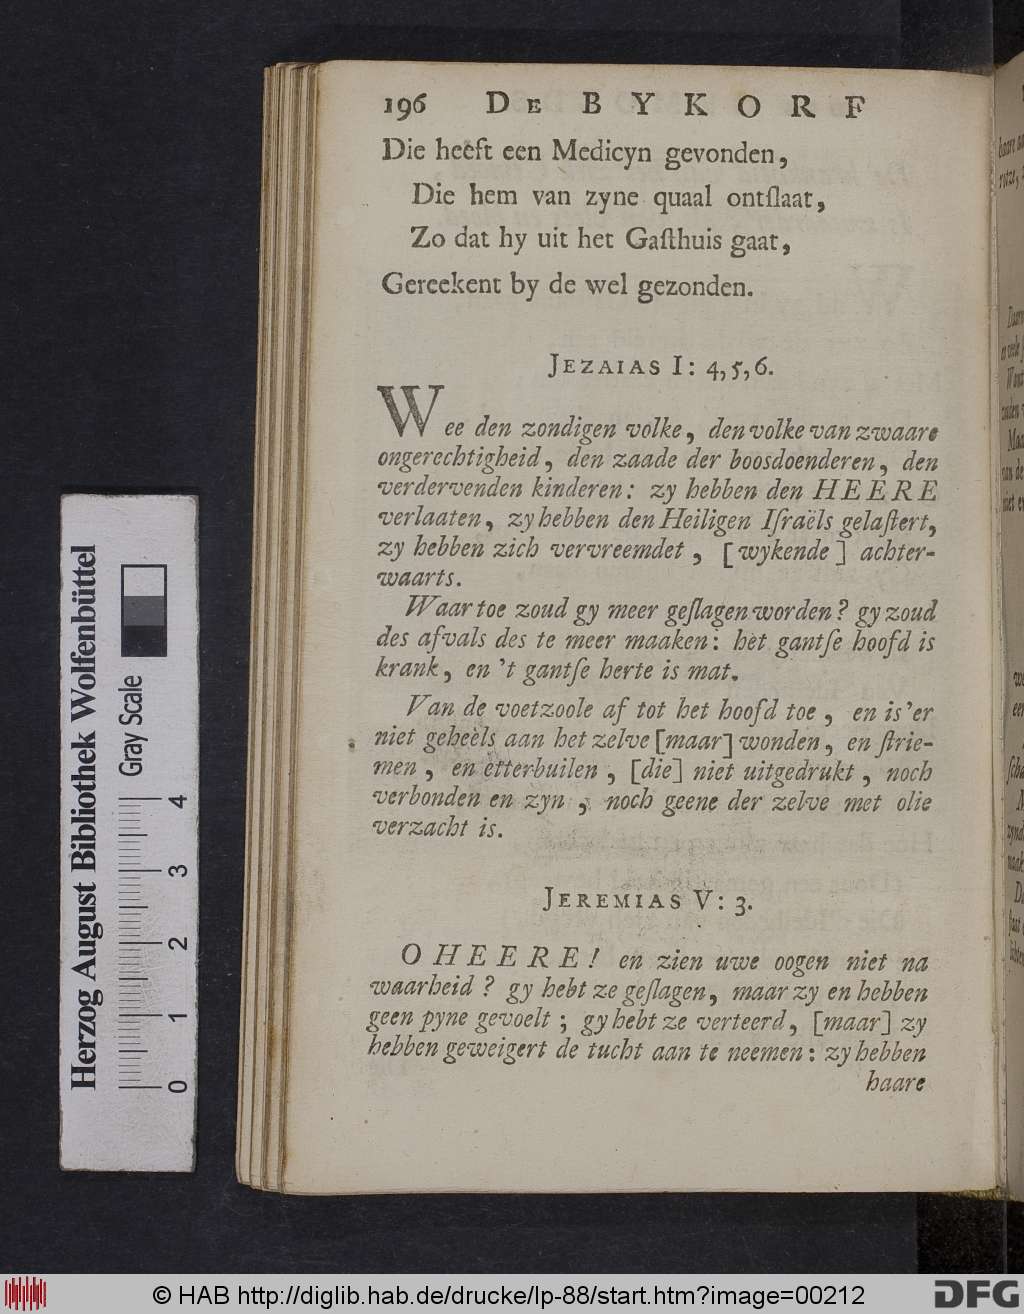 196 DE BYKORF
Die heeft een Medicyn gevonden,
Die hem van zyne quaal ontſlaat,
Zo dat hy uit het Gaſthuis gaat,
Gereekent by de wel gezonden.
JEZAIAS I: 4, 5, 6.
Wee den zondigen volke, den volke van zwaare
ongerechtigheid, den zaade der boosdoenderen, den
verdervenden kinderen: zy hebben den HEERE
verlaaten, zy hebben den Heiligen Iſraëls gelaſtert,
zy hebben zich vervreemdet, [wykende] achter-
waarts.
Waar toe zoud gy meer geſlagen worden? gy zoud
des afvals des te meer maaken: het gantſe hoofd is
krank, en 't gantſe herte is mat.
Van de voetzoole af tot het hoofd toe, en is'er
niet geheels aan het zelve [maar] wonden, en ſtrie-
men, en etterbuilen, [die] niet uitgedrukt, noch
verbonden en zyn, noch geene der zelve met olie
verzacht is.
JEREMIAS V: 3.
O HEERE! en zien uwe oogen niet na
waarheid? gy hebt ze geſlagen, maar zy en hebben
geen pyne gevoelt; gy hebt ze verteerd, [maar] zy
hebben geweigert de tucht aan te neemen: zy hebben
haare
Herzog August Bibliothek Wolfenbüttel
Gray Scale
0 1 2 3 4
© HAB http://diglib.hab.de/drucke/lp-88/start.htm?image=00212
DFG